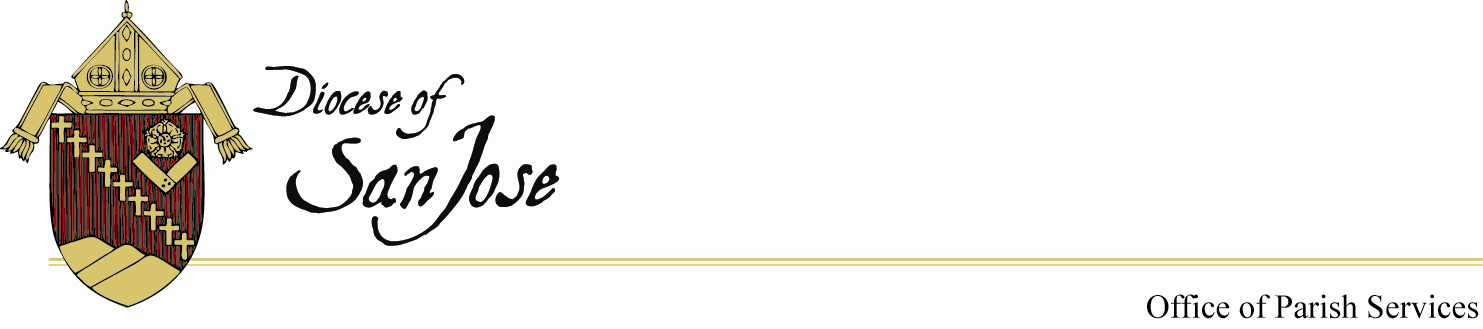 Diocese of
San Jose
Office of Parish Services